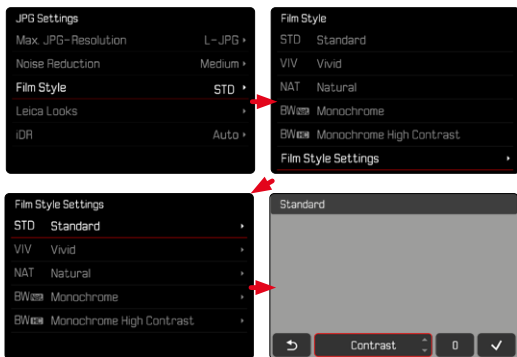 JPG Settings
Max. JPG-Resolution L-JPG
Noise Reduction Medium
Film Style STD
Leica Looks
iDR Auto
Film Style
STD Standard
VIV Vivid
NAT Natural
BW Monochrome
BW Monochrome High Contrast
Film Style Settings
Film Style Settings
STD Standard
VIV Vivid
NAT Natural
BW Monochrome
BW Monochrome High Contrast
Standard
Contrast 0